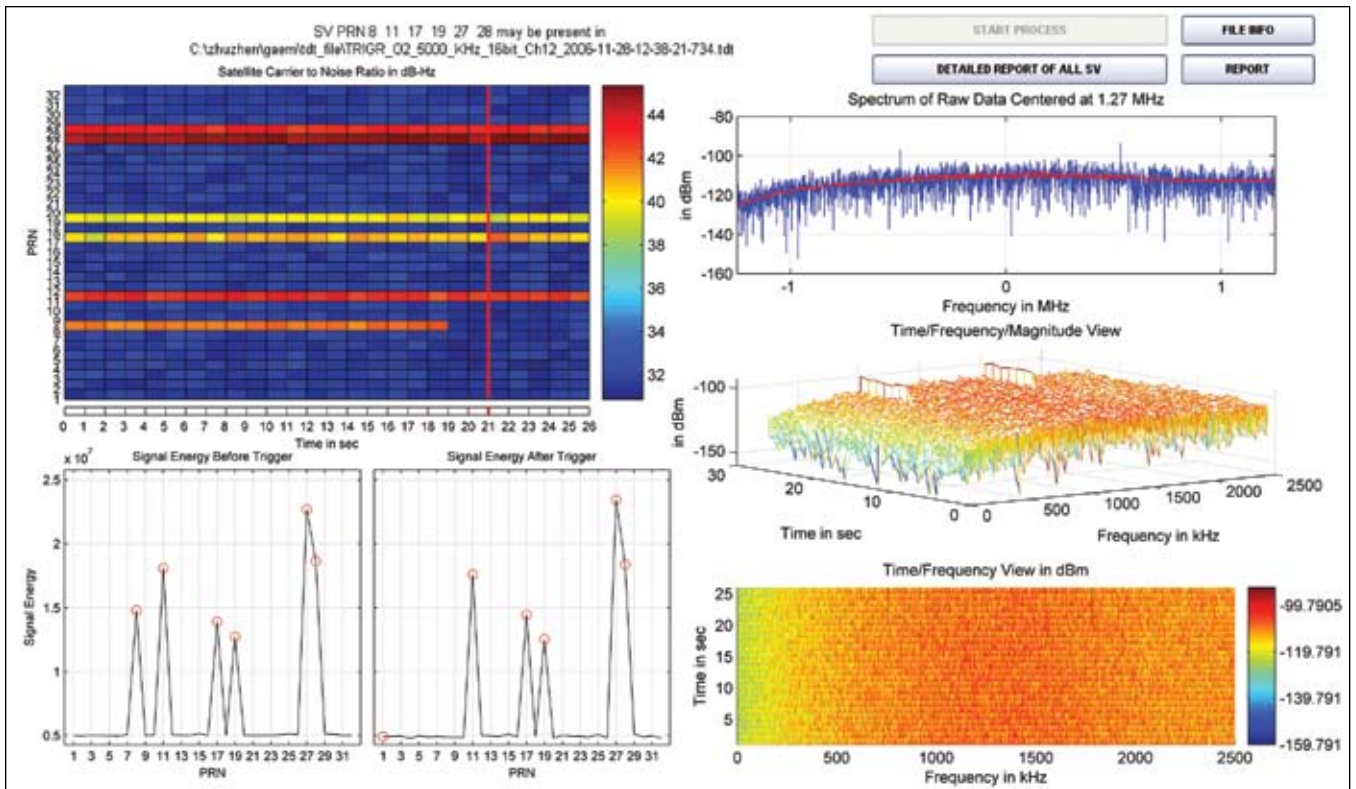 SV PRN 8 11 17 19 27 28 may be present in
C:\zhuzhen\gaem\tdt_file\TRIGR_02_5000_KHz_16bit_Ch12_2006-11-28-12-38-21-734.tdt
START PROCESS
FILE INFO
DETAILED REPORT OF ALL SV
REPORT
Satellite Carrier to Noise Ratio in dB-Hz
PRN
44
42
40
38
36
34
32
0 1 2 3 4 5 6 7 8 9 10 11 12 13 14 15 16 17 18 19 20 21 22 23 24 25 26
Time in sec
Spectrum of Raw Data Centered at 1.27 MHz
in dBm
-80
-100
-120
-140
-160
-1 0 1
Frequency in MHz
Time/Frequency/Magnitude View
in dBm
-100
-150
30
20
10
0
Time in sec
0
500
1000
1500
2000
2500
Frequency in kHz
Signal Energy Before Trigger
x 10^7
Signal Energy
2.5
2
1.5
1
0.5
1 3 5 7 9 11 13 15 17 19 21 23 25 27 29 31
PRN
Signal Energy After Trigger
1 3 5 7 9 11 13 15 17 19 21 23 25 27 29 31
PRN
Time/Frequency View in dBm
Time in sec
25
20
15
10
5
0 500 1000 1500 2000 2500
Frequency in kHz
-99.7905
-119.791
-139.791
-159.791